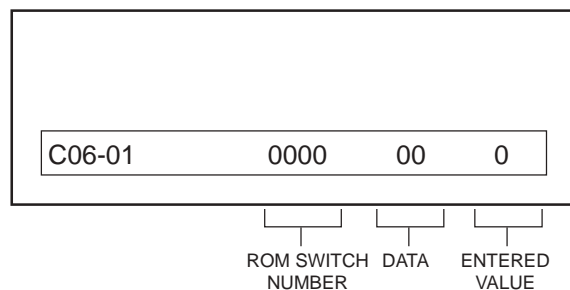 C06-01 0000 00 0
ROM SWITCH NUMBER
DATA
ENTERED VALUE